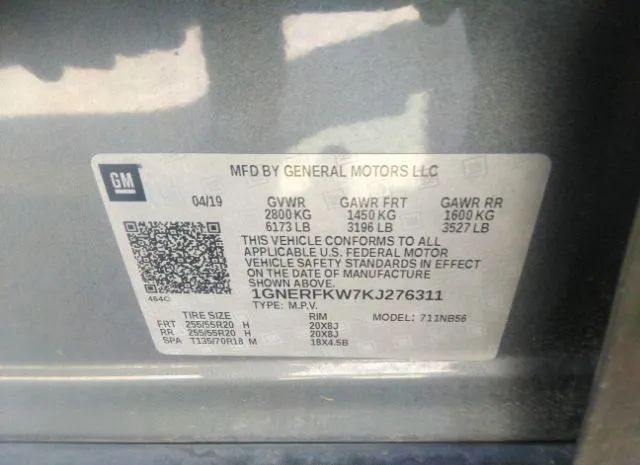 GM
MFD BY GENERAL MOTORS LLC
04/19 GVWR GAWR FRT GAWR RR
2800 KG 1450 KG 1600 KG
6173 LB 3196 LB 3527 LB
THIS VEHICLE CONFORMS TO ALL
APPLICABLE U.S. FEDERAL MOTOR
VEHICLE SAFETY STANDARDS IN EFFECT
ON THE DATE OF MANUFACTURE
SHOWN ABOVE.
464C 1GNERFKW7KJ276311
TYPE: M.P.V. MODEL: 711NB56
TIRE SIZE RIM
FRT 255/55R20 H 20X8J
RR 255/55R20 H 20X8J
SPA T135/70R18 M 18X4.5B